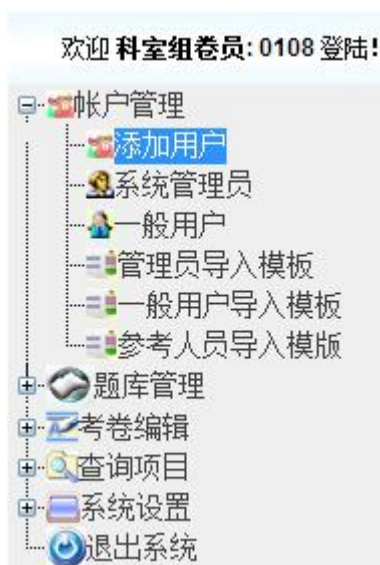 欢迎 科室组卷员: 0108 登陆!
帐户管理
添加用户
系统管理员
一般用户
管理员导入模板
一般用户导入模板
参考人员导入模版
题库管理
考卷编辑
查询项目
系统设置
退出系统